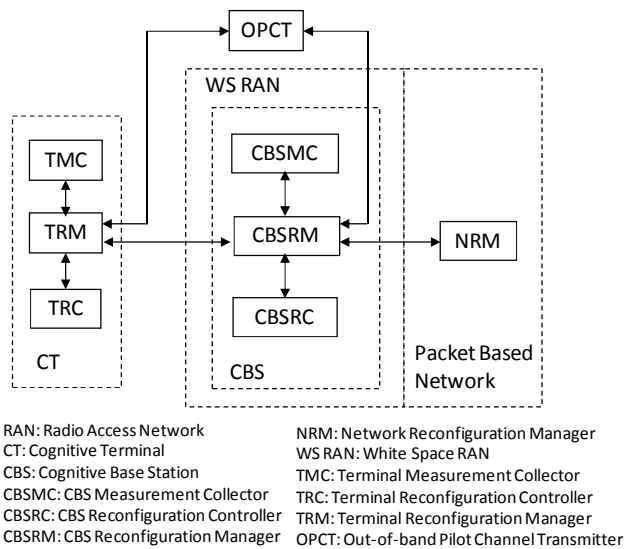 OPCT
WS RAN
TMC
CBSMC
TRM
CBSRM
NRM
TRC
CBSRC
CT
CBS
Packet Based
Network
RAN: Radio Access Network
CT: Cognitive Terminal
CBS: Cognitive Base Station
CBSMC: CBS Measurement Collector
CBSRC: CBS Reconfiguration Controller
CBSRM: CBS Reconfiguration Manager
NRM: Network Reconfiguration Manager
WS RAN: White Space RAN
TMC: Terminal Measurement Collector
TRC: Terminal Reconfiguration Controller
TRM: Terminal Reconfiguration Manager
OPCT: Out-of-band Pilot Channel Transmitter